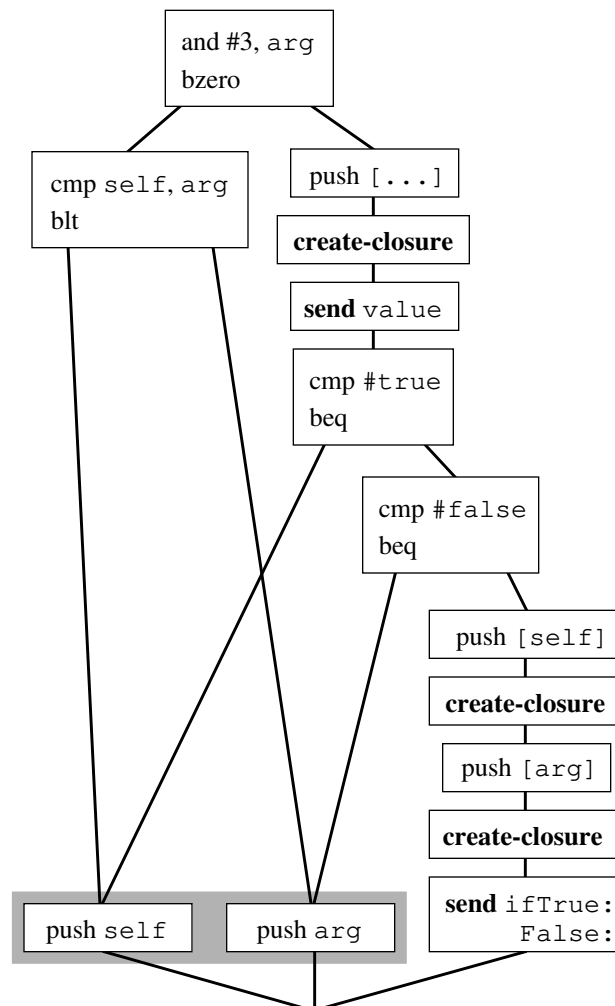 and #3, arg
bzero
cmp self, arg
blt
push [...]
create-closure
send value
cmp #true
beq
cmp #false
beq
push [self]
create-closure
push [arg]
create-closure
send ifTrue:
False:
push self
push arg